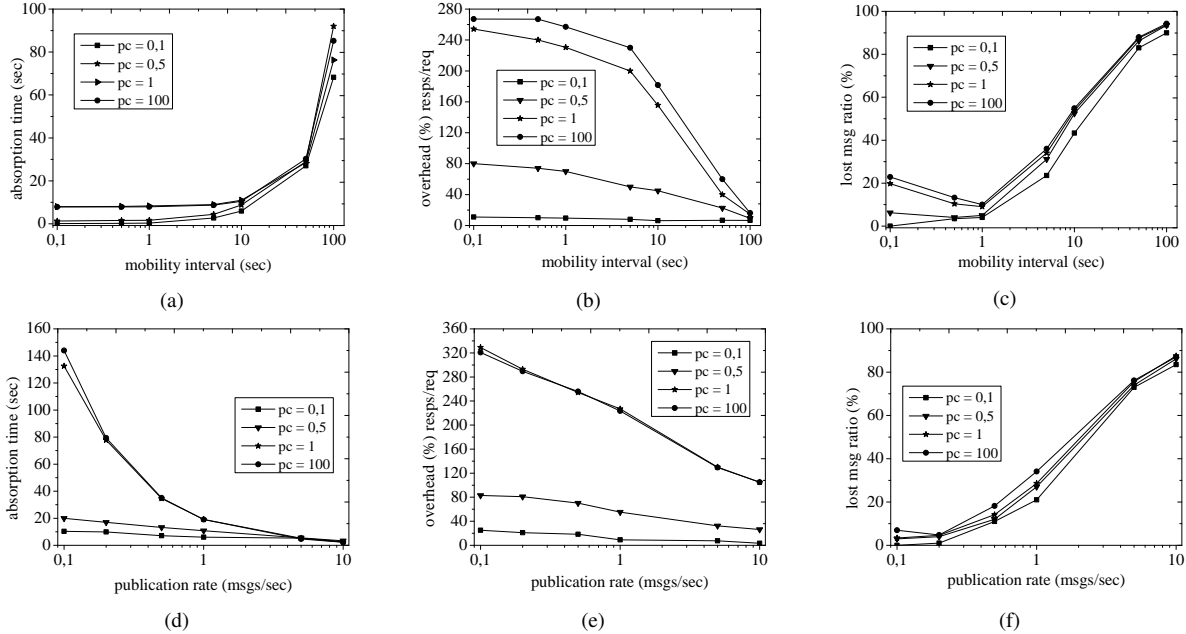 100
80
60
40
20
0
absorption time (sec)
pc = 0,1
pc = 0,5
pc = 1
pc = 100
0,1
1
10
100
mobility interval (sec)
(a)
280
240
200
160
120
80
40
0
overhead (%) resps/req
pc = 0,1
pc = 0,5
pc = 1
pc = 100
0,1
1
10
100
mobility interval (sec)
(b)
100
80
60
40
20
0
lost msg ratio (%)
pc = 0,1
pc = 0,5
pc = 1
pc = 100
0,1
1
10
100
mobility interval (sec)
(c)
160
140
120
100
80
60
40
20
0
absorption time (sec)
pc = 0,1
pc = 0,5
pc = 1
pc = 100
0,1
1
10
publication rate (msgs/sec)
(d)
360
320
280
240
200
160
120
80
40
0
overhead (%) resps/req
pc = 0,1
pc = 0,5
pc = 1
pc = 100
0,1
1
10
publication rate (msgs/sec)
(e)
100
80
60
40
20
0
lost msg ratio (%)
pc = 0,1
pc = 0,5
pc = 1
pc = 100
0,1
1
10
publication rate (msgs/sec)
(f)